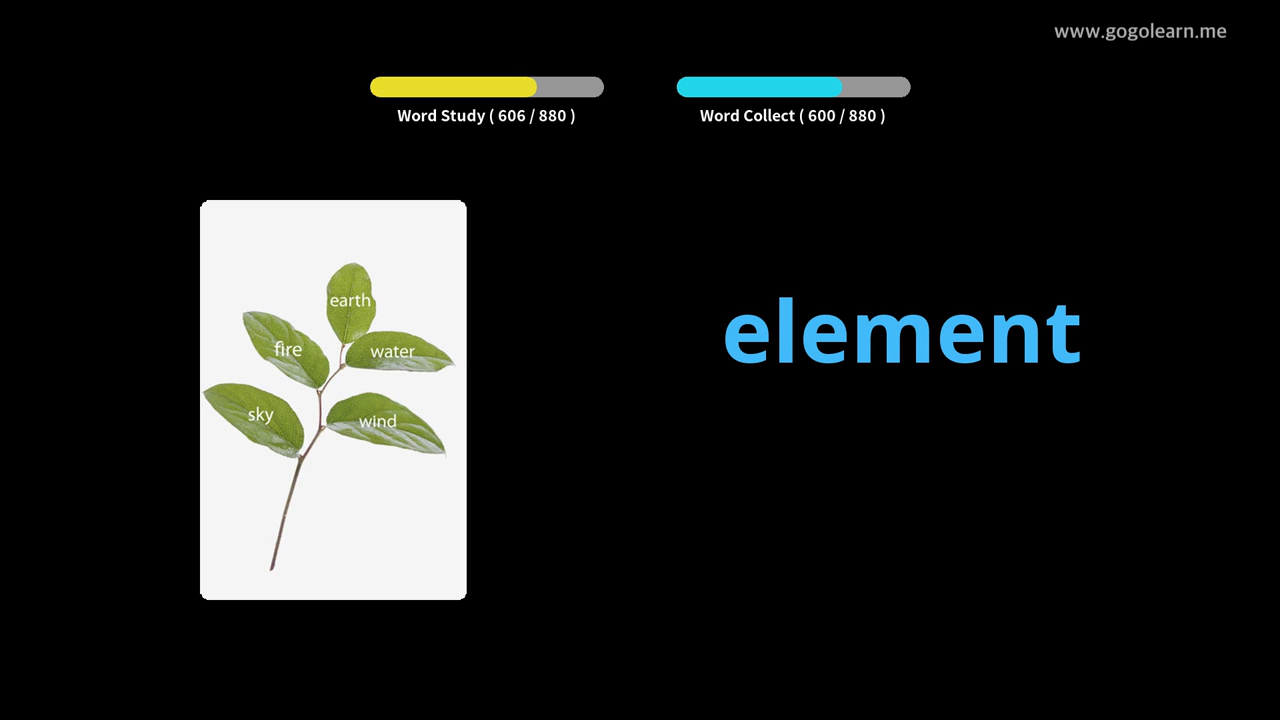 www.gogolearn.me
Word Study ( 606 / 880 )
Word Collect ( 600 / 880 )
earth
fire
water
sky
wind
element